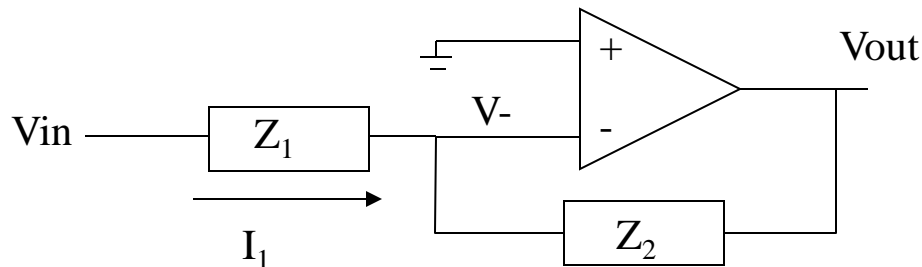 +
Vout
V-
-
Vin
Z₁
I₁
Z₂